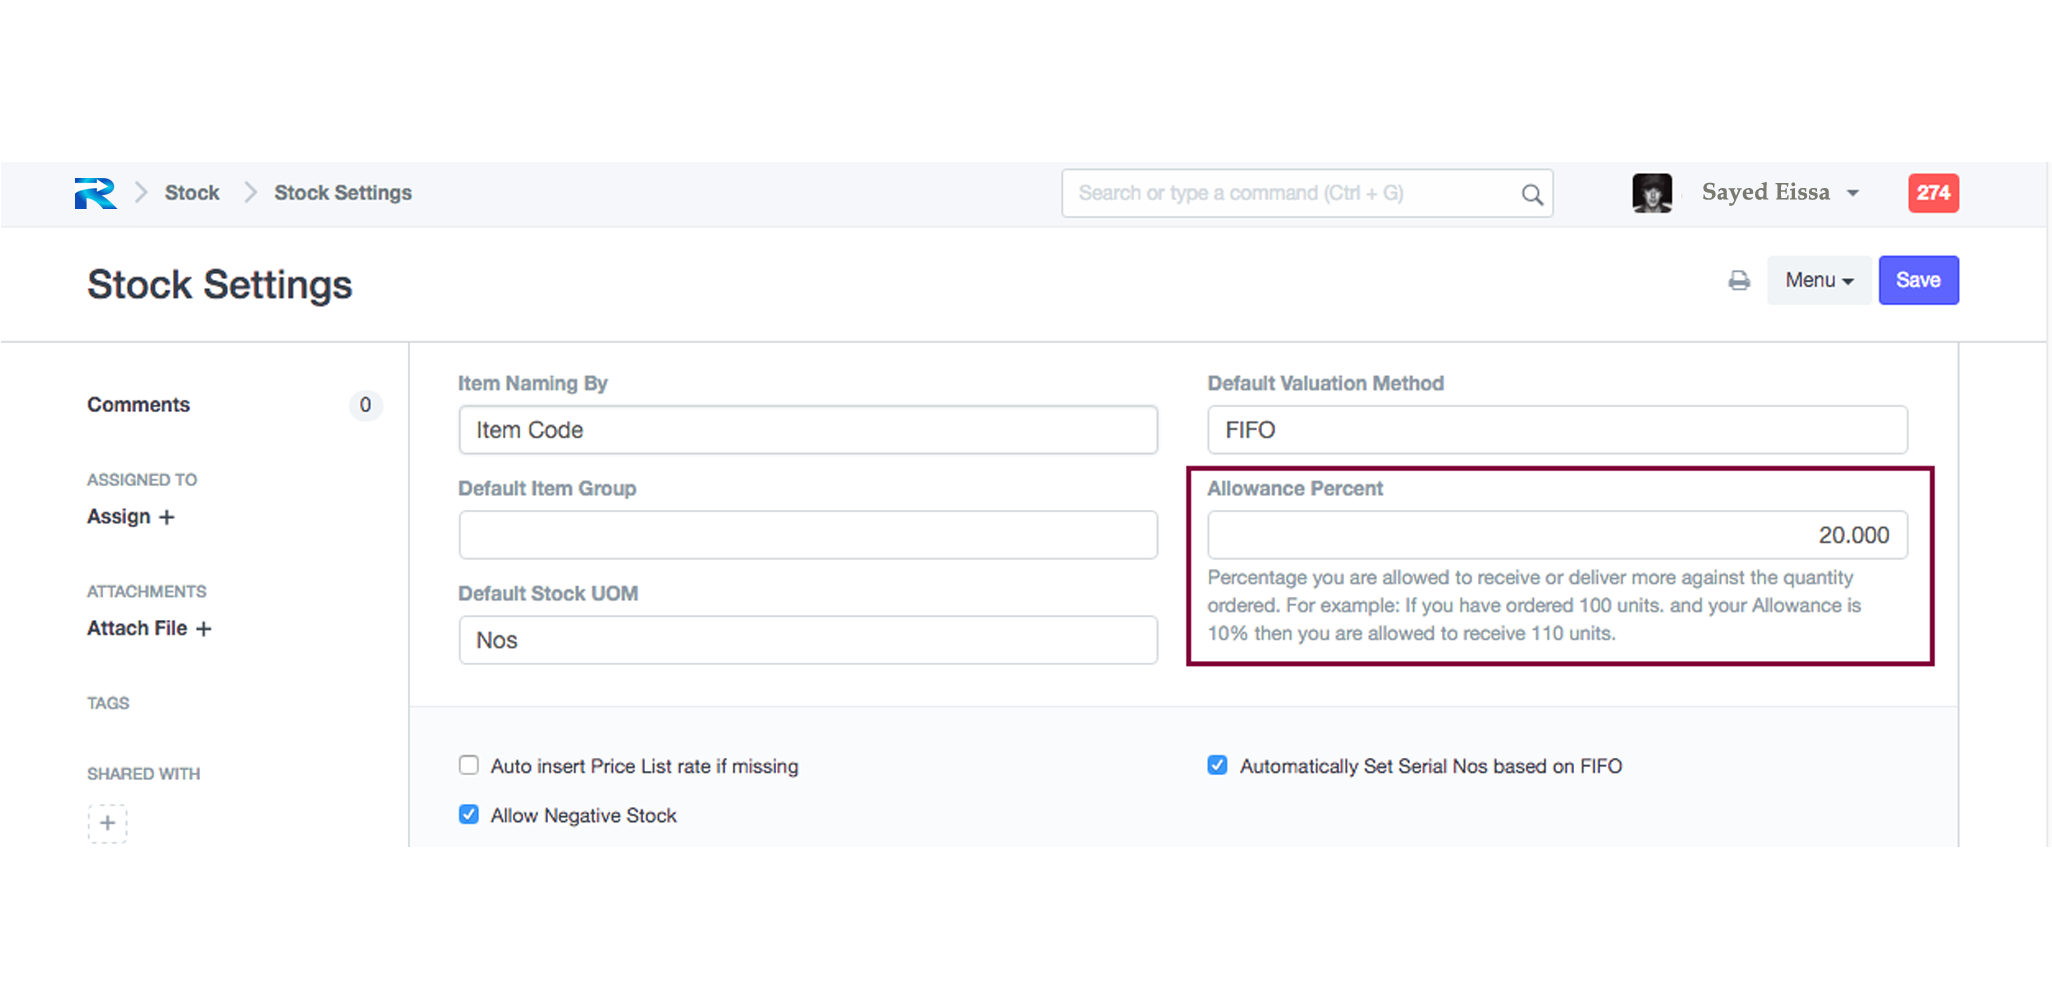 Stock
Stock Settings
Search or type a command (Ctrl + G)
Sayed Eissa
274
Stock Settings
Menu
Save
Comments
0
ASSIGNED TO
Assign +
ATTACHMENTS
Attach File +
TAGS
SHARED WITH
+
Item Naming By
Item Code
Default Item Group
Default Stock UOM
Nos
Default Valuation Method
FIFO
Allowance Percent
20.000
Percentage you are allowed to receive or deliver more against the quantity
ordered. For example: If you have ordered 100 units. and your Allowance is
10% then you are allowed to receive 110 units.
Auto insert Price List rate if missing
Allow Negative Stock
Automatically Set Serial Nos based on FIFO